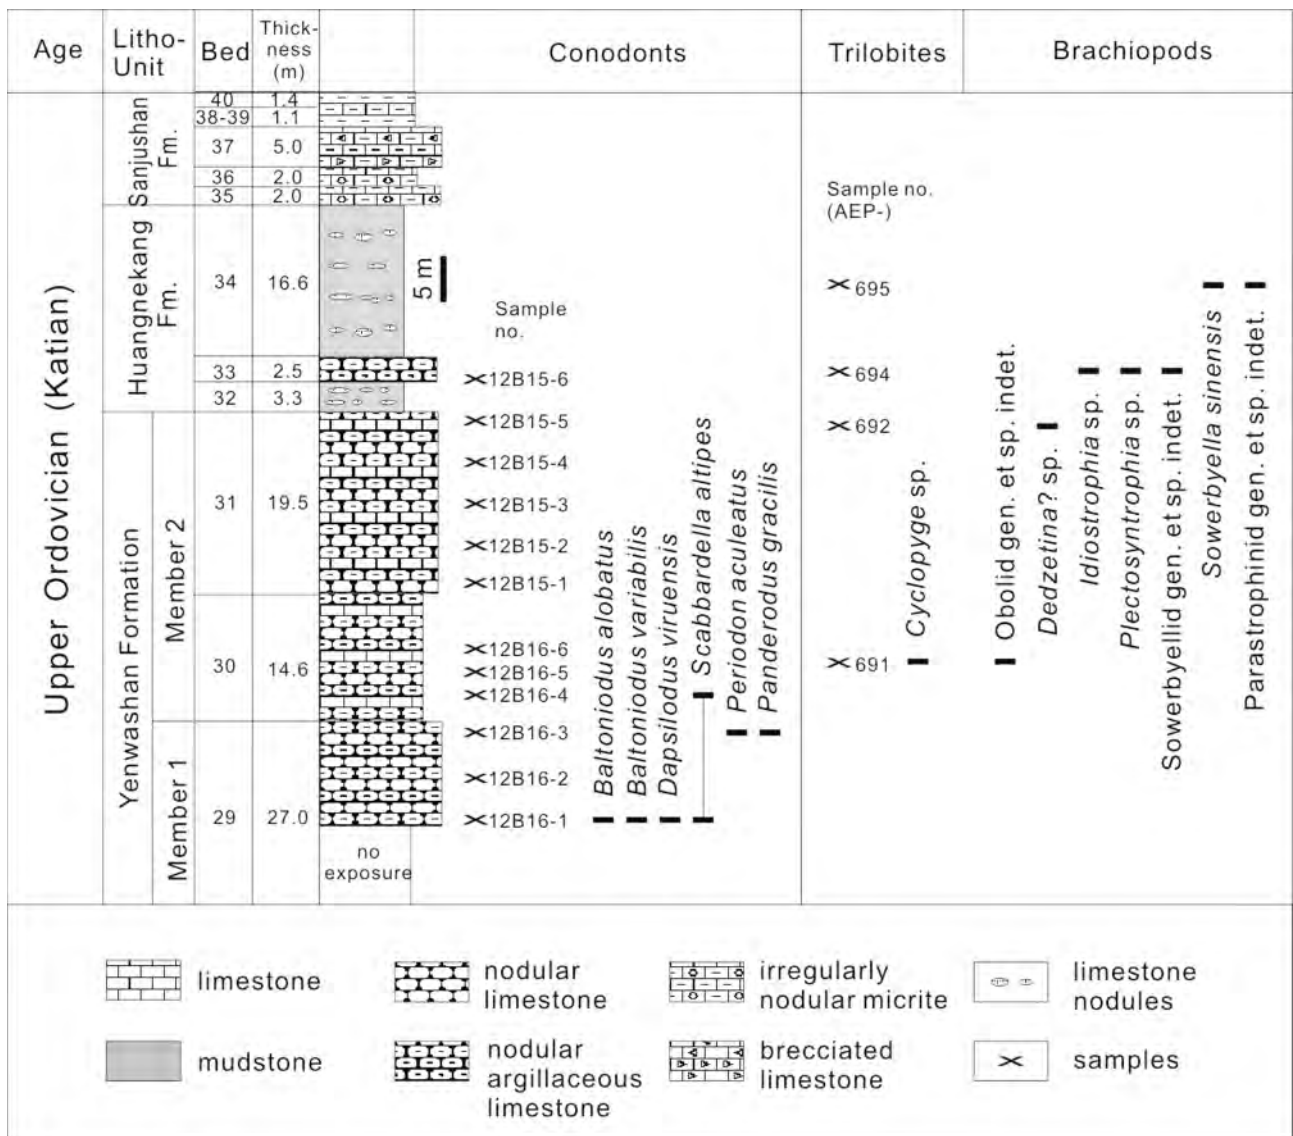 Age
Litho-
Unit
Bed
Thick-
ness
(m)
Conodonts
Trilobites
Brachiopods
Upper Ordovician (Katian)
Sanjushan
Fm.
Huangnekang
Fm.
Yenwashan Formation
Member 2
Member 1
40 1.4
38-39 1.1
37 5.0
36 2.0
35 2.0
34 16.6
33 2.5
32 3.3
31 19.5
30 14.6
29 27.0
no
exposure
5 m
Sample
no.
12B15-6
12B15-5
12B15-4
12B15-3
12B15-2
12B15-1
12B16-6
12B16-5
12B16-4
12B16-3
12B16-2
12B16-1
Baltoniodus alobatus
Baltoniodus variabilis
Dapsilodus viruensis
Scabbardella altipes
Periodon aculeatus
Panderodus gracilis
Sample no.
(AEP-)
695
694
692
691
Cyclopyge sp.
Obolid gen. et sp. indet.
Dedzetina? sp.
Idiostrophia sp.
Plectosyntrophia sp.
Sowerbyellid gen. et sp. indet.
Sowerbyella sinensis
Parastrophinid gen. et sp. indet.
limestone
nodular
limestone
irregularly
nodular micrite
limestone
nodules
mudstone
nodular
argillaceous
limestone
brecciated
limestone
samples